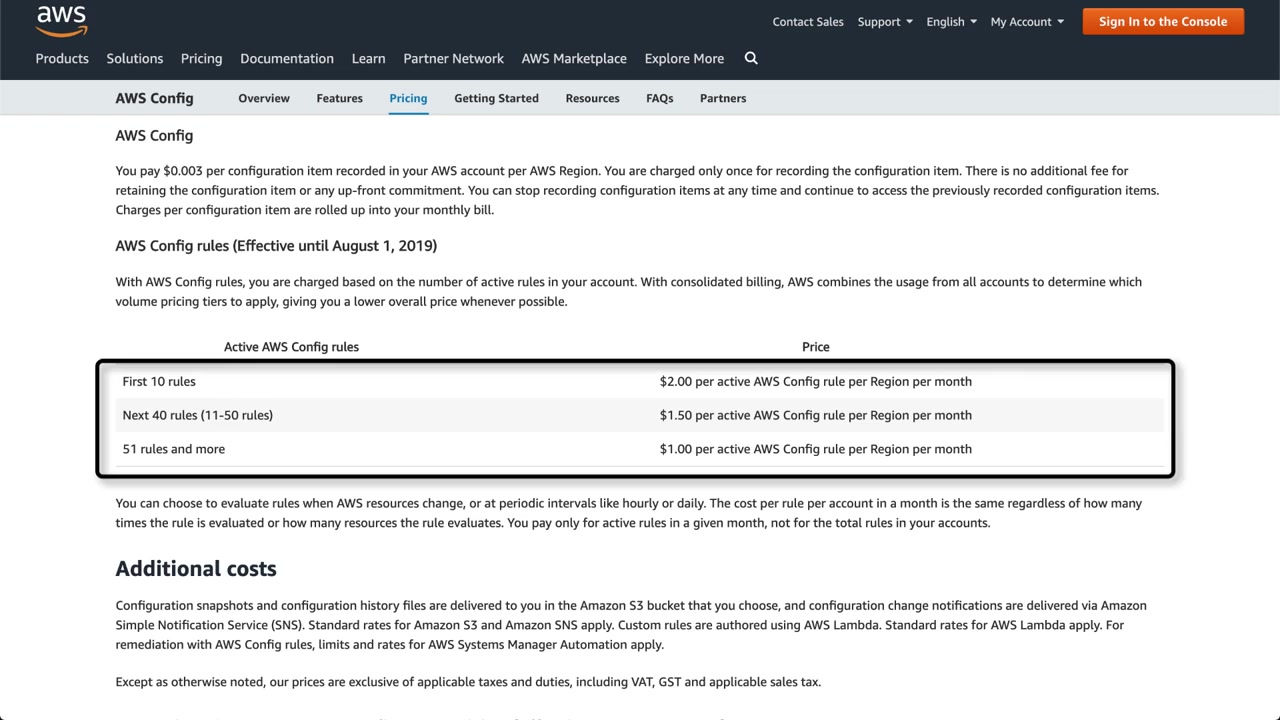 aws
Contact Sales Support English My Account Sign In to the Console
Products Solutions Pricing Documentation Learn Partner Network AWS Marketplace Explore More
AWS Config Overview Features Pricing Getting Started Resources FAQs Partners
AWS Config
You pay $0.003 per configuration item recorded in your AWS account per AWS Region. You are charged only once for recording the configuration item. There is no additional fee for
retaining the configuration item or any up-front commitment. You can stop recording configuration items at any time and continue to access the previously recorded configuration items.
Charges per configuration item are rolled up into your monthly bill.
AWS Config rules (Effective until August 1, 2019)
With AWS Config rules, you are charged based on the number of active rules in your account. With consolidated billing, AWS combines the usage from all accounts to determine which
volume pricing tiers to apply, giving you a lower overall price whenever possible.
Active AWS Config rules Price
First 10 rules $2.00 per active AWS Config rule per Region per month
Next 40 rules (11-50 rules) $1.50 per active AWS Config rule per Region per month
51 rules and more $1.00 per active AWS Config rule per Region per month
You can choose to evaluate rules when AWS resources change, or at periodic intervals like hourly or daily. The cost per rule per account in a month is the same regardless of how many
times the rule is evaluated or how many resources the rule evaluates. You pay only for active rules in a given month, not for the total rules in your accounts.
Additional costs
Configuration snapshots and configuration history files are delivered to you in the Amazon S3 bucket that you choose, and configuration change notifications are delivered via Amazon
Simple Notification Service (SNS). Standard rates for Amazon S3 and Amazon SNS apply. Custom rules are authored using AWS Lambda. Standard rates for AWS Lambda apply. For
remediation with AWS Config rules, limits and rates for AWS Systems Manager Automation apply.
Except as otherwise noted, our prices are exclusive of applicable taxes and duties, including VAT, GST and applicable sales tax.